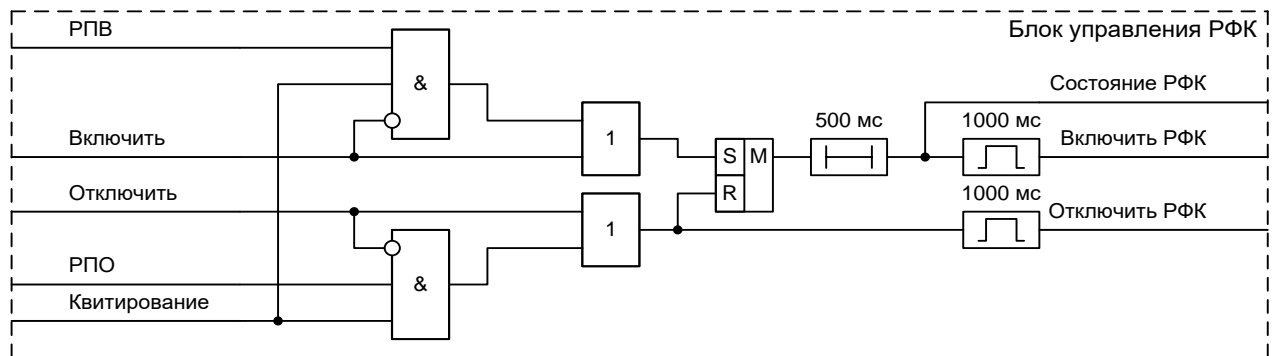 РПВ
Блок управления РФК
&
Состояние РФК
500 мс
1000 мс
Включить
1
Включить РФК
S
M
R
Отключить
1000 мс
1
Отключить РФК
РПО
&
Квитирование